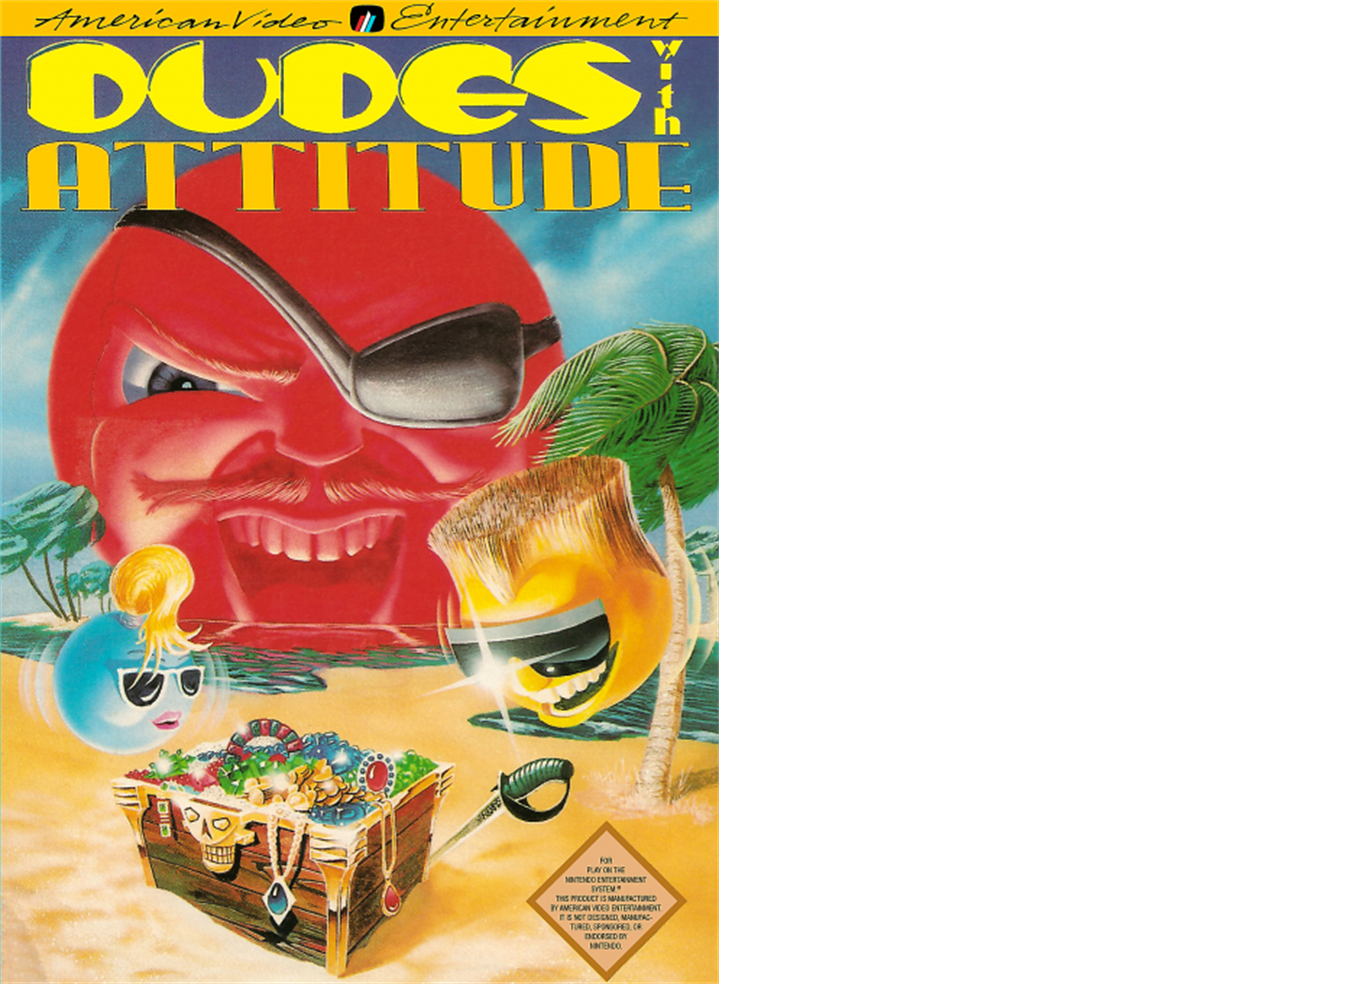 American Video Entertainment
DUDES with
ATTITUDE
FOR
PLAY ON THE
NINTENDO ENTERTAINMENT
SYSTEM.®
THIS PRODUCT IS MANUFACTURED
BY AMERICAN VIDEO ENTERTAINMENT.
IT IS NOT DESIGNED, MANUFAC-
TURED, SPONSORED, OR
ENDORSED BY
NINTENDO.